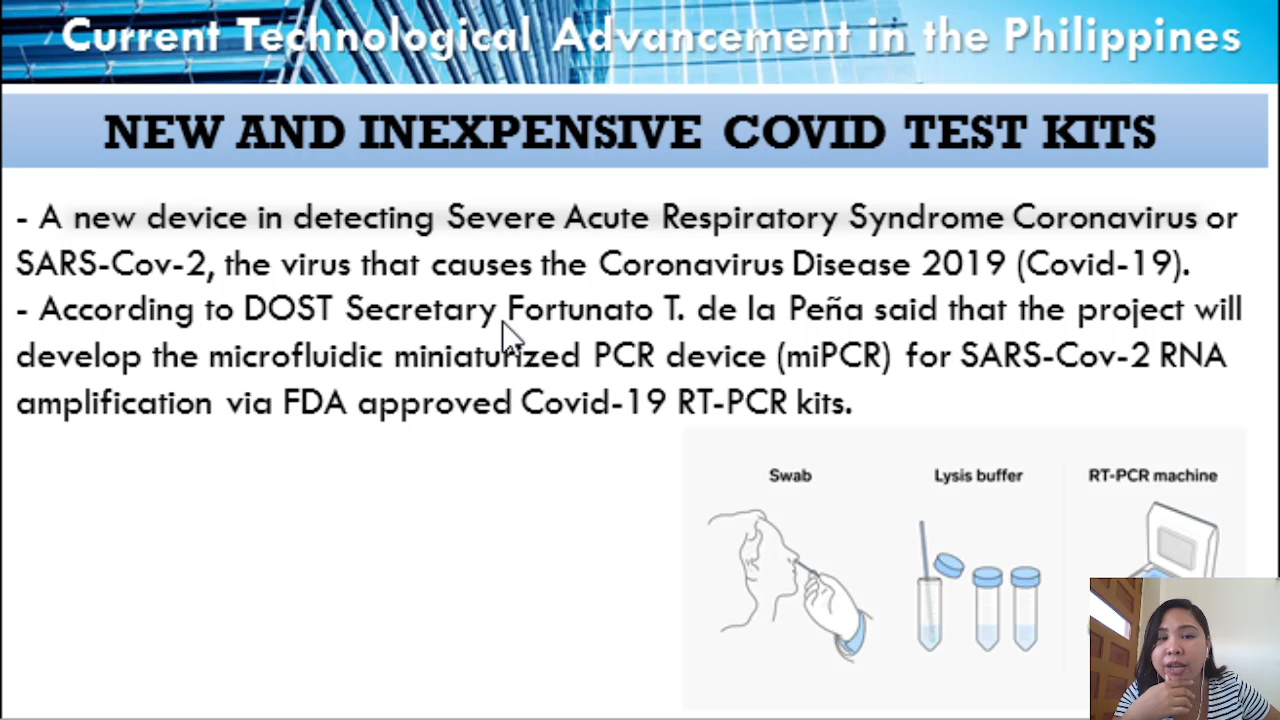 Current Technological Advancement in the Philippines
NEW AND INEXPENSIVE COVID TEST KITS
- A new device in detecting Severe Acute Respiratory Syndrome Coronavirus or
SARS-Cov-2, the virus that causes the Coronavirus Disease 2019 (Covid-19).
- According to DOST Secretary Fortunato T. de la Peña said that the project will
develop the microfluidic miniaturized PCR device (miPCR) for SARS-Cov-2 RNA
amplification via FDA approved Covid-19 RT-PCR kits.
Swab
Lysis buffer
RT-PCR machine